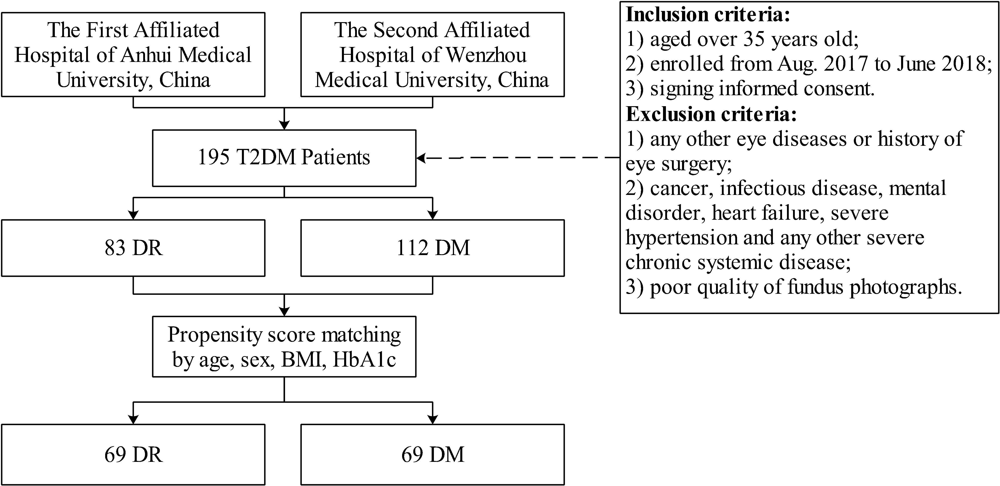 The First Affiliated
Hospital of Anhui Medical
University, China
The Second Affiliated
Hospital of Wenzhou
Medical University, China
195 T2DM Patients
83 DR
112 DM
Propensity score matching
by age, sex, BMI, HbA1c
69 DR
69 DM
Inclusion criteria:
1) aged over 35 years old;
2) enrolled from Aug. 2017 to June 2018;
3) signing informed consent.
Exclusion criteria:
1) any other eye diseases or history of
eye surgery;
2) cancer, infectious disease, mental
disorder, heart failure, severe
hypertension and any other severe
chronic systemic disease;
3) poor quality of fundus photographs.